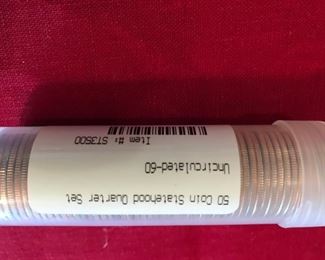 50 Coin Statehood Quarter Set
Uncirculated-60
Item #: ST3500